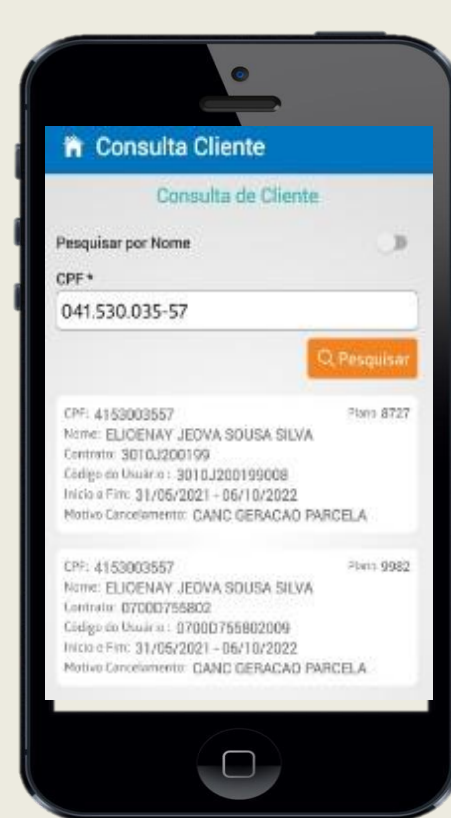 Consulta Cliente
Consulta de Cliente
Pesquisar por Nome
CPF *
041.530.035-57
Pesquisar
CPF: 4153003557 Plano 8727
Nome: ELIOENAY JEOVA SOUSA SILVA
Contrato: 3010J200199
Código do Usuário: 3010J200199008
Inicio e Fim: 31/05/2021 - 06/10/2022
Motivo Cancelamento: CANC GERACAO PARCELA
CPF: 4153003557 Plano 9982
Nome: ELIOENAY JEOVA SOUSA SILVA
Contrato: 0700D755802
Código do Usuário: 0700D755802009
Inicio e Fim: 31/05/2021 - 06/10/2022
Motivo Cancelamento: CANC GERACAO PARCELA